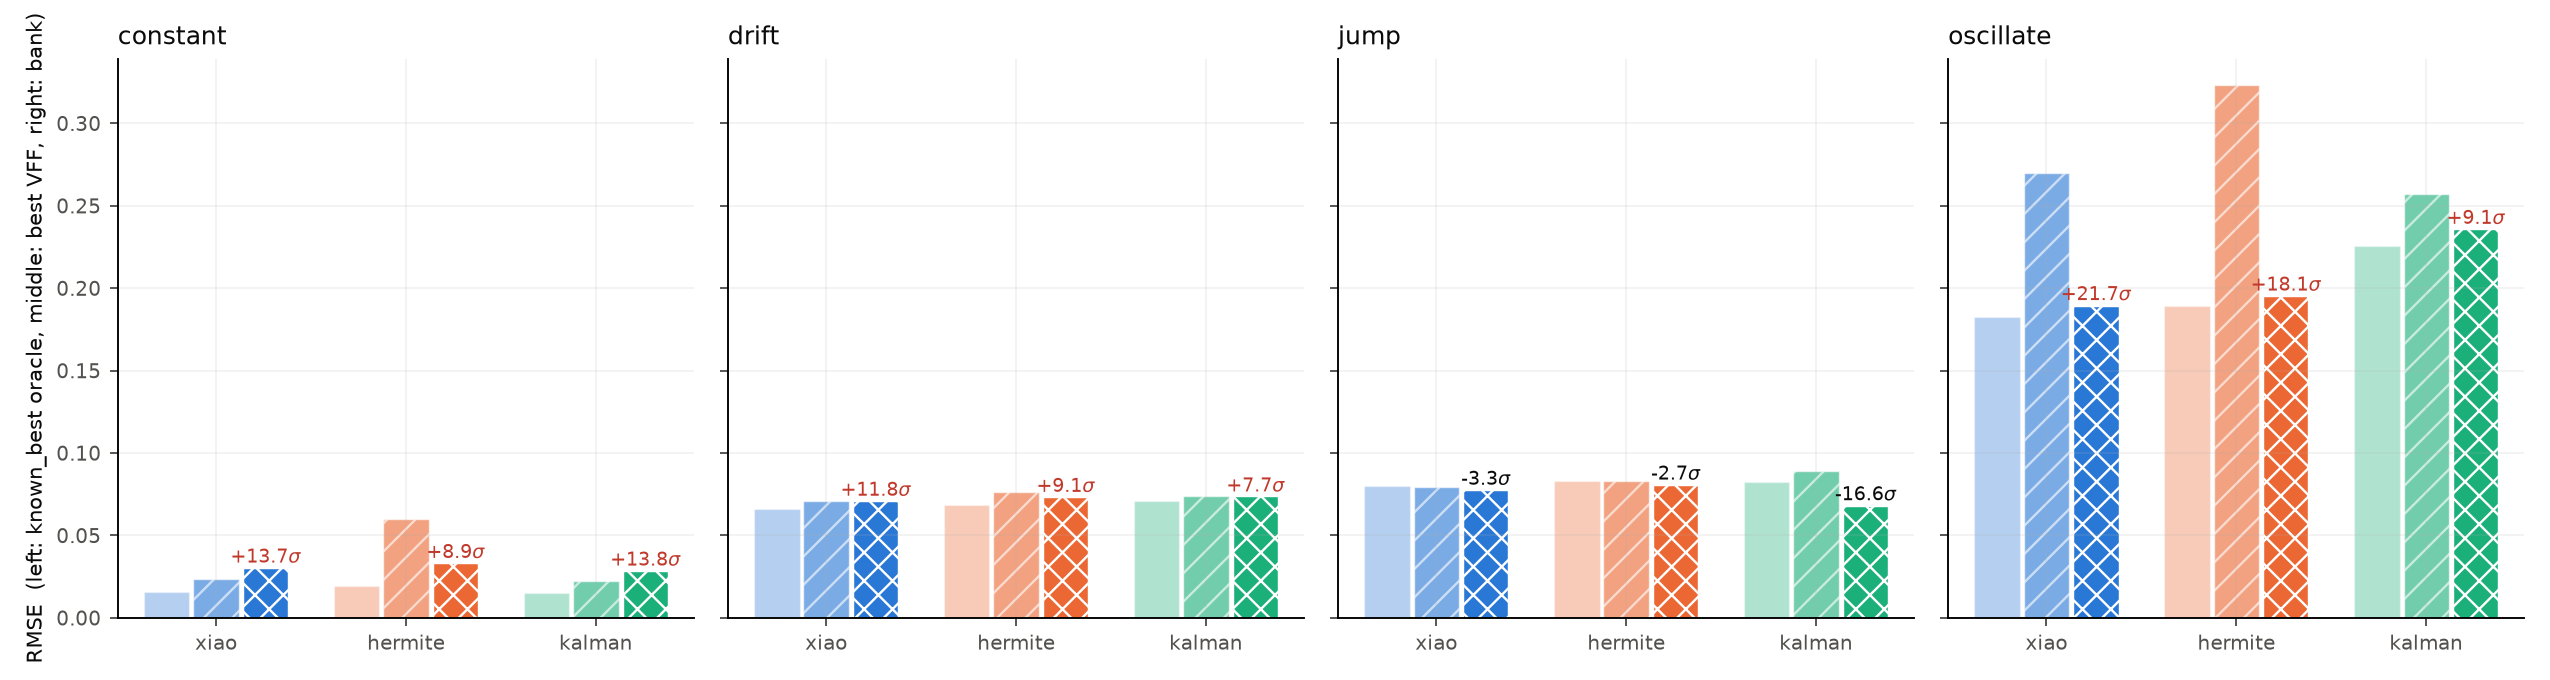 RMSE (left: known_best oracle, middle: best VFF, right: bank)
constant
0.30
0.25
0.20
0.15
0.10
0.05
0.00
+13.7σ
+8.9σ
+13.8σ
xiao
hermite
kalman
drift
+11.8σ
+9.1σ
+7.7σ
xiao
hermite
kalman
jump
-3.3σ
-2.7σ
-16.6σ
xiao
hermite
kalman
oscillate
+21.7σ
+18.1σ
+9.1σ
xiao
hermite
kalman